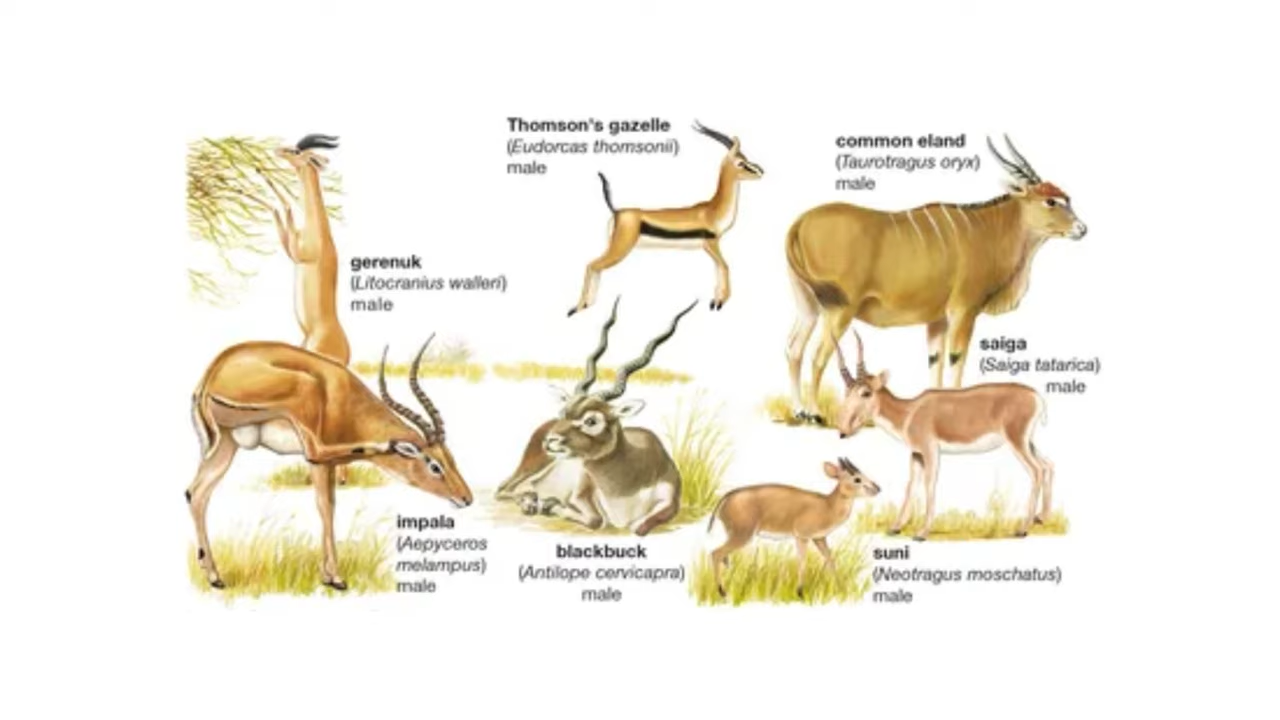 Thomson's gazelle
(Eudorcas thomsonii)
male
common eland
(Taurotragus oryx)
male
gerenuk
(Litocranius walleri)
male
saiga
(Saiga tatarica)
male
impala
(Aepyceros
melampus)
male
blackbuck
(Antilope cervicapra)
male
suni
(Neotragus moschatus)
male